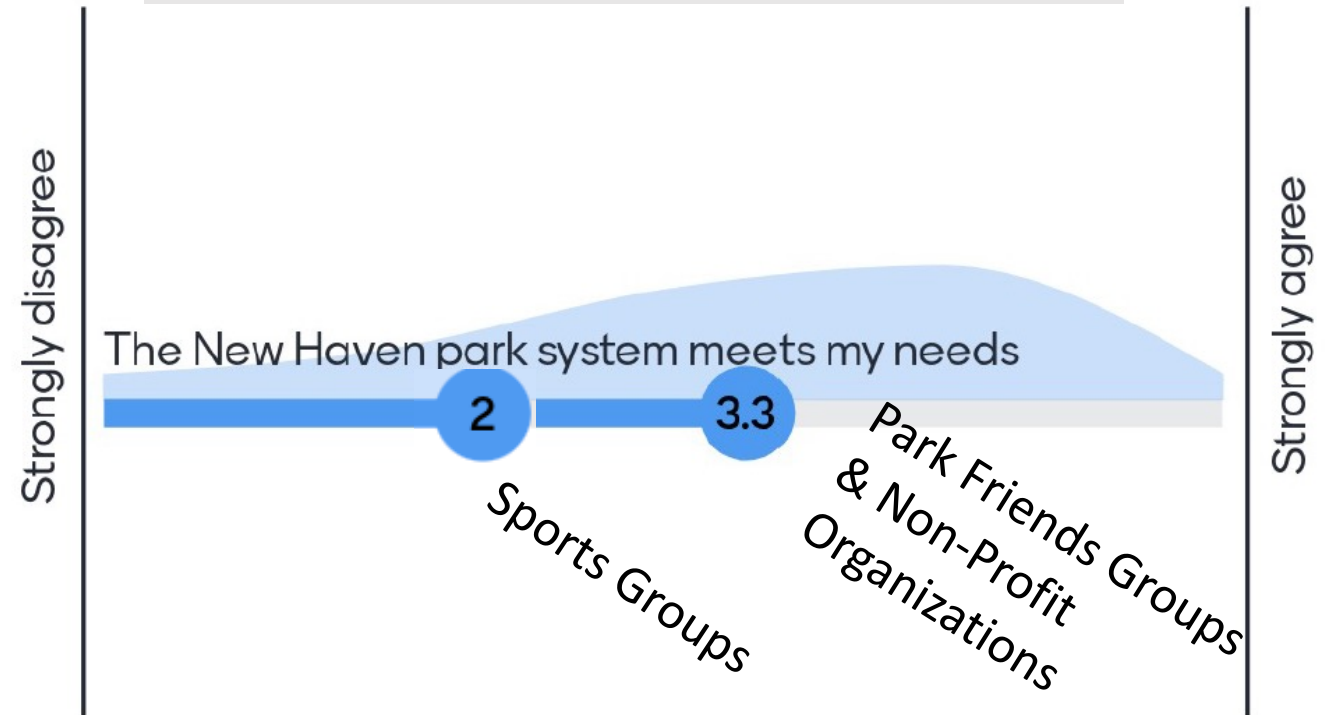 Strongly disagree
The New Haven park system meets my needs
2
3.3
Sports Groups
Park Friends Groups
& Non-Profit
Organizations
Strongly agree